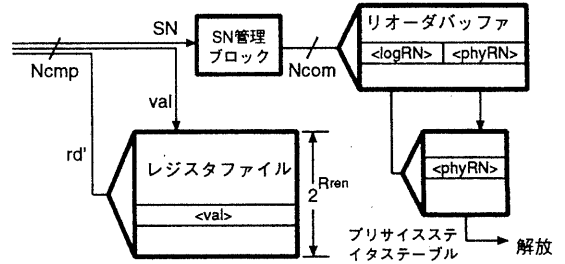 SN
SN管理
ブロック
リオーダバッファ
<logRN>
<phyRN>
Ncmp
Ncom
val
rd'
レジスタファイル
<val>
2^Rren
<phyRN>
プリサイスステ
イタステーブル
解放